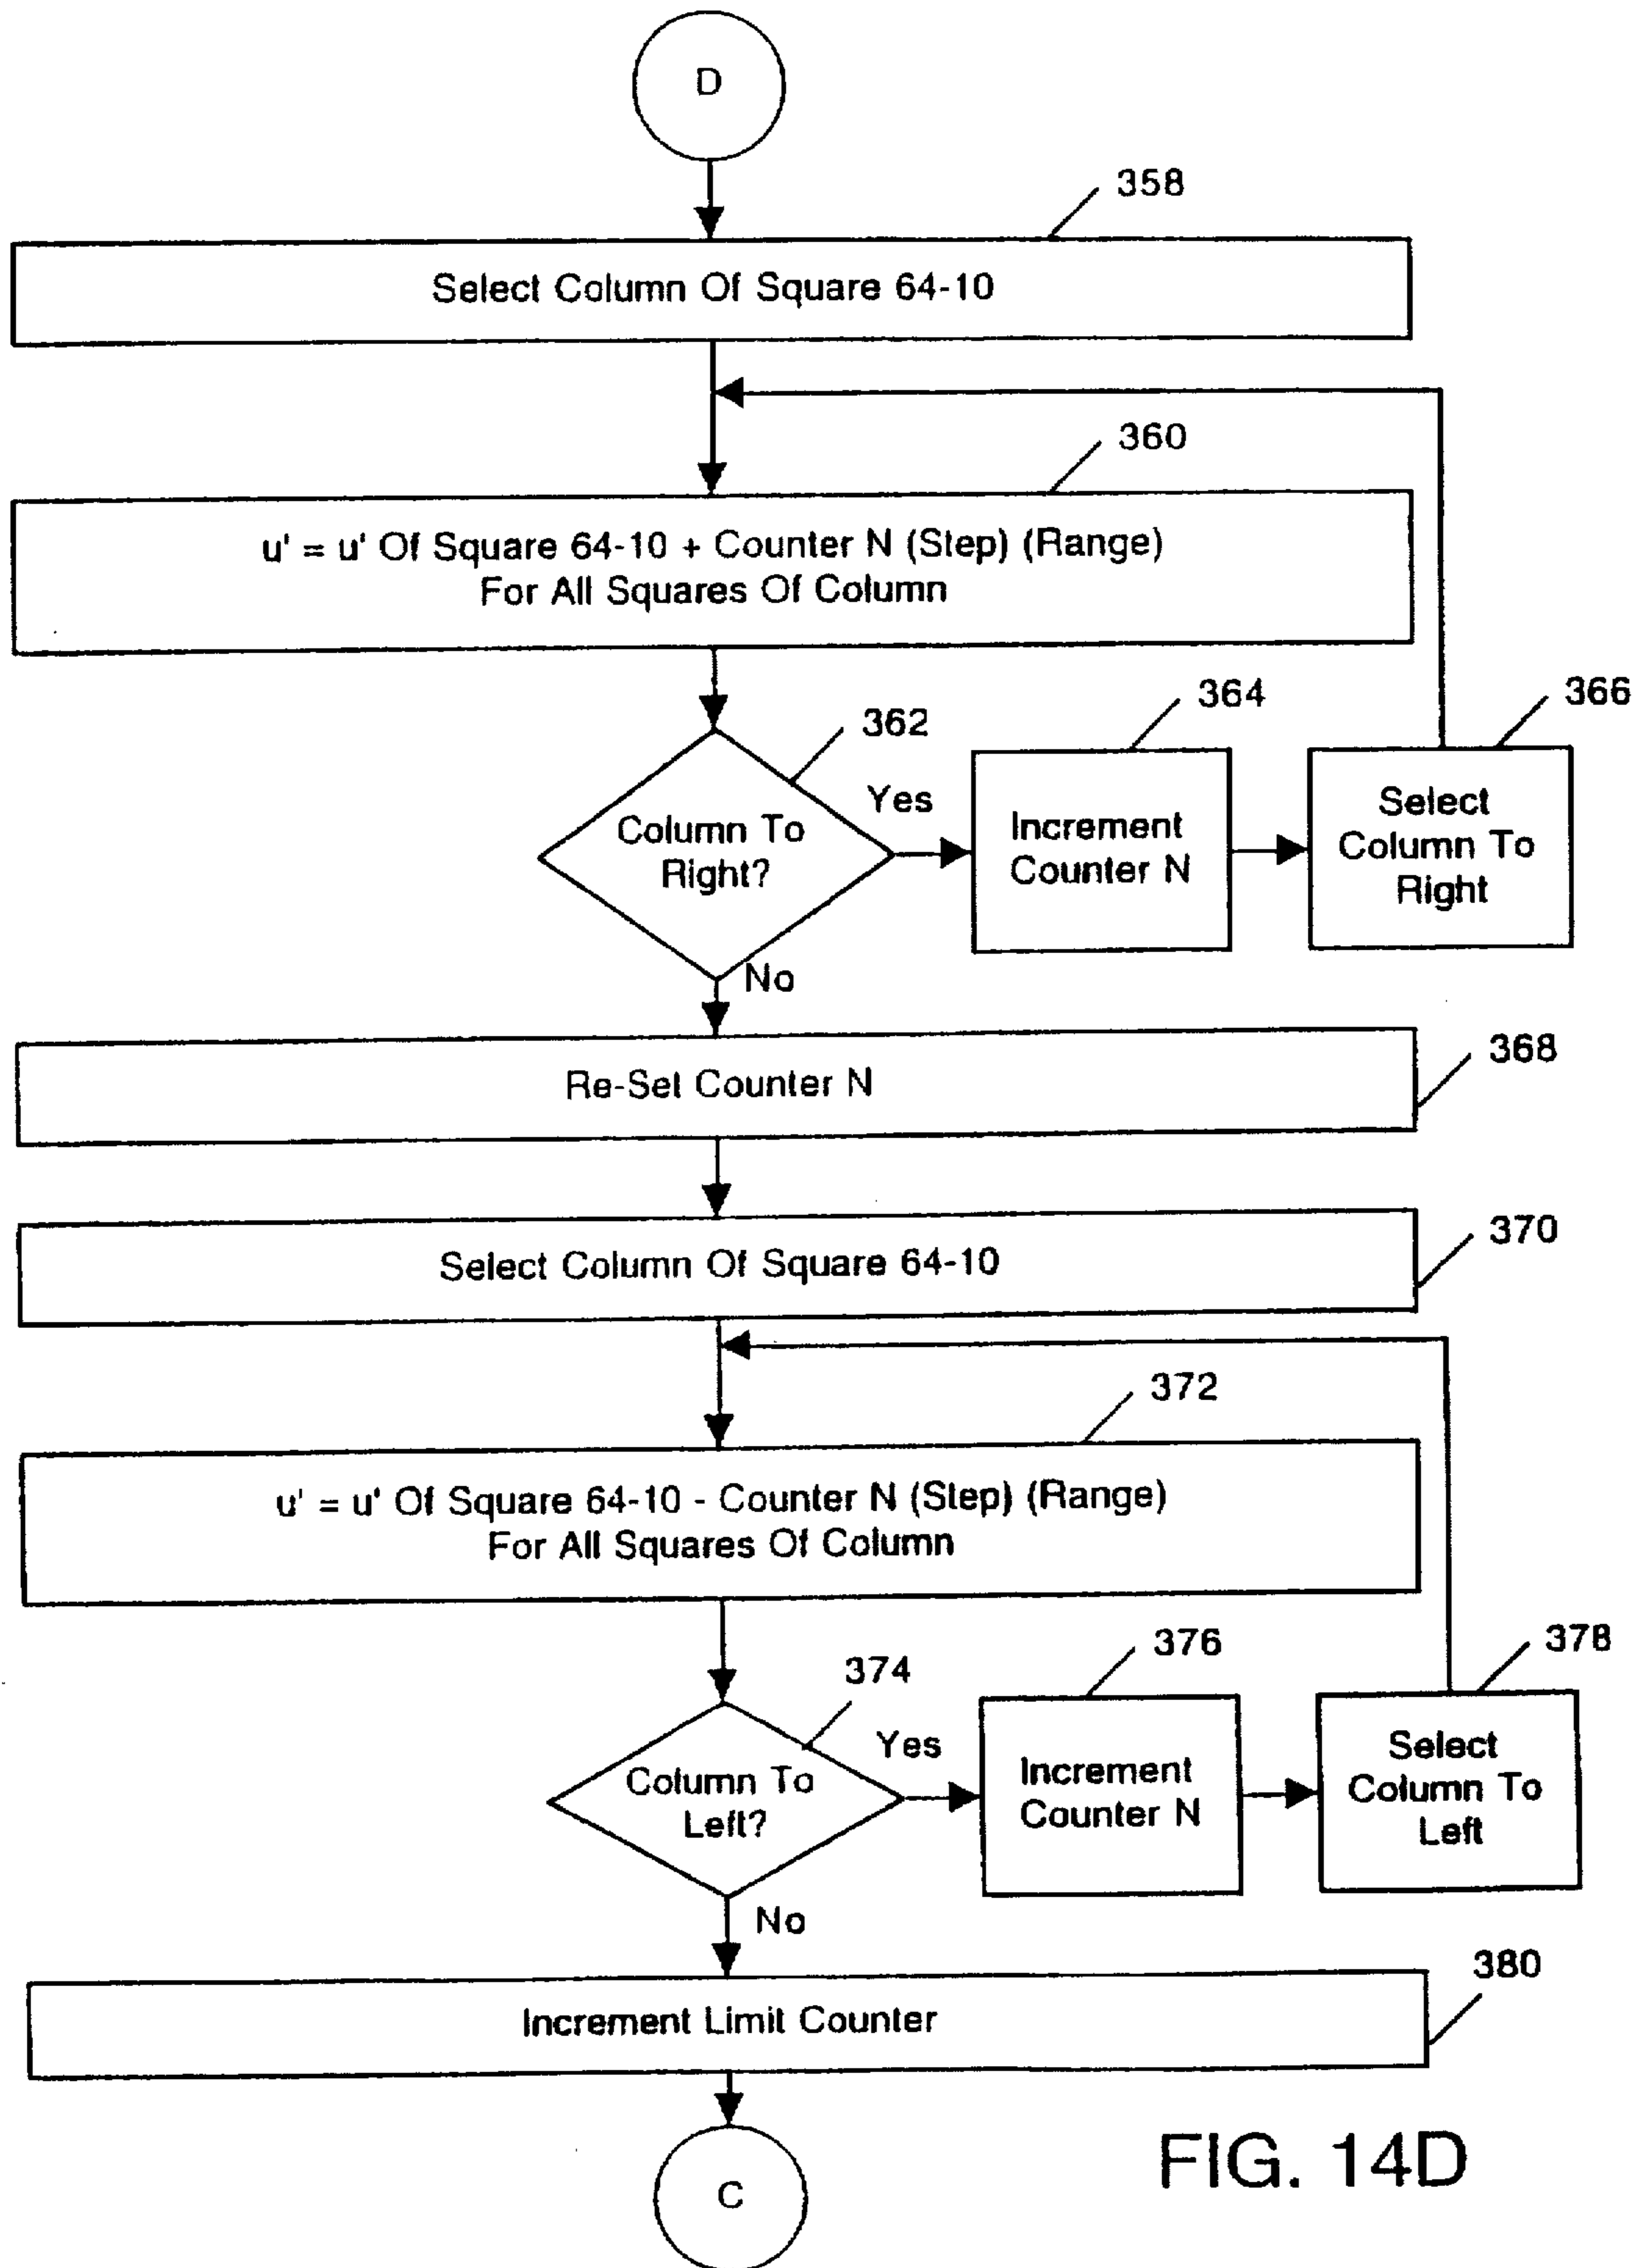 D
358
Select Column Of Square 64-10
360
u' = u' Of Square 64-10 + Counter N (Step) (Range)
For All Squares Of Column
362
364
366
Column To
Right?
Yes
Increment
Counter N
Select
Column To
Right
No
368
Re-Set Counter N
370
Select Column Of Square 64-10
372
u' = u' Of Square 64-10 - Counter N (Step) (Range)
For All Squares Of Column
374
376
378
Column To
Left?
Yes
Increment
Counter N
Select
Column To
Left
No
380
Increment Limit Counter
C
FIG. 14D